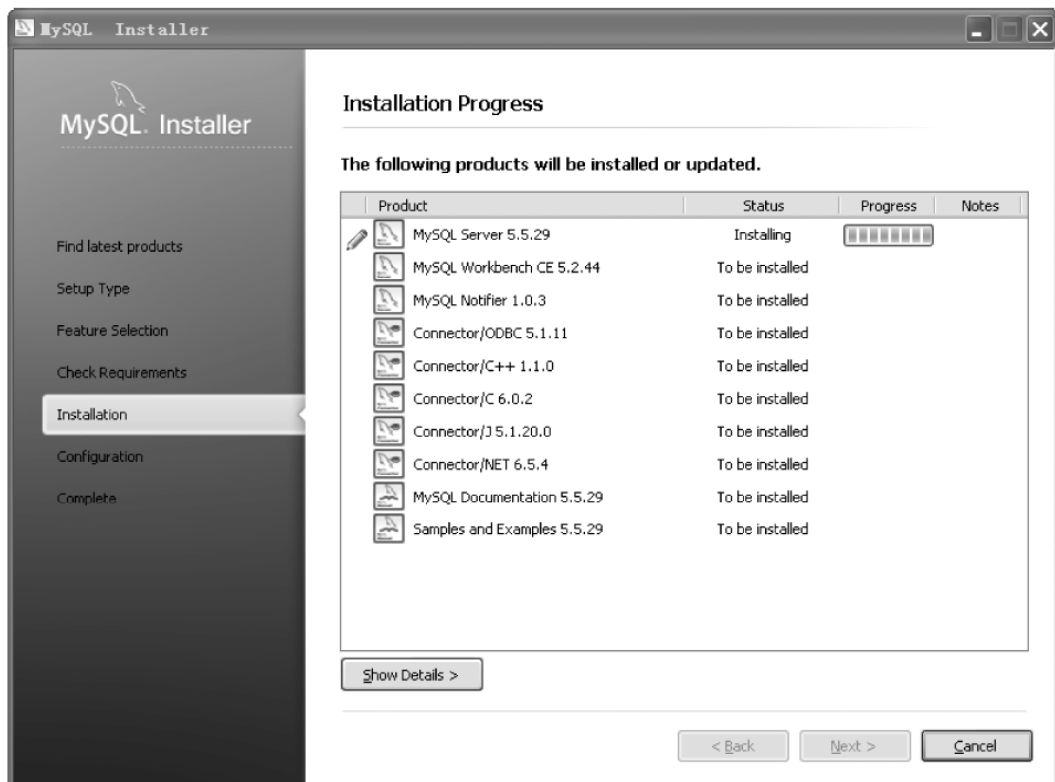 MySQL Installer
MySQL Installer
Installation Progress
The following products will be installed or updated.
Find latest products
Setup Type
Feature Selection
Check Requirements
Installation
Configuration
Complete
Product Status Progress Notes
MySQL Server 5.5.29 Installing
MySQL Workbench CE 5.2.44 To be installed
MySQL Notifier 1.0.3 To be installed
Connector/ODBC 5.1.11 To be installed
Connector/C++ 1.1.0 To be installed
Connector/C 6.0.2 To be installed
Connector/J 5.1.20.0 To be installed
Connector/NET 6.5.4 To be installed
MySQL Documentation 5.5.29 To be installed
Samples and Examples 5.5.29 To be installed
Show Details >
< Back Next > Cancel